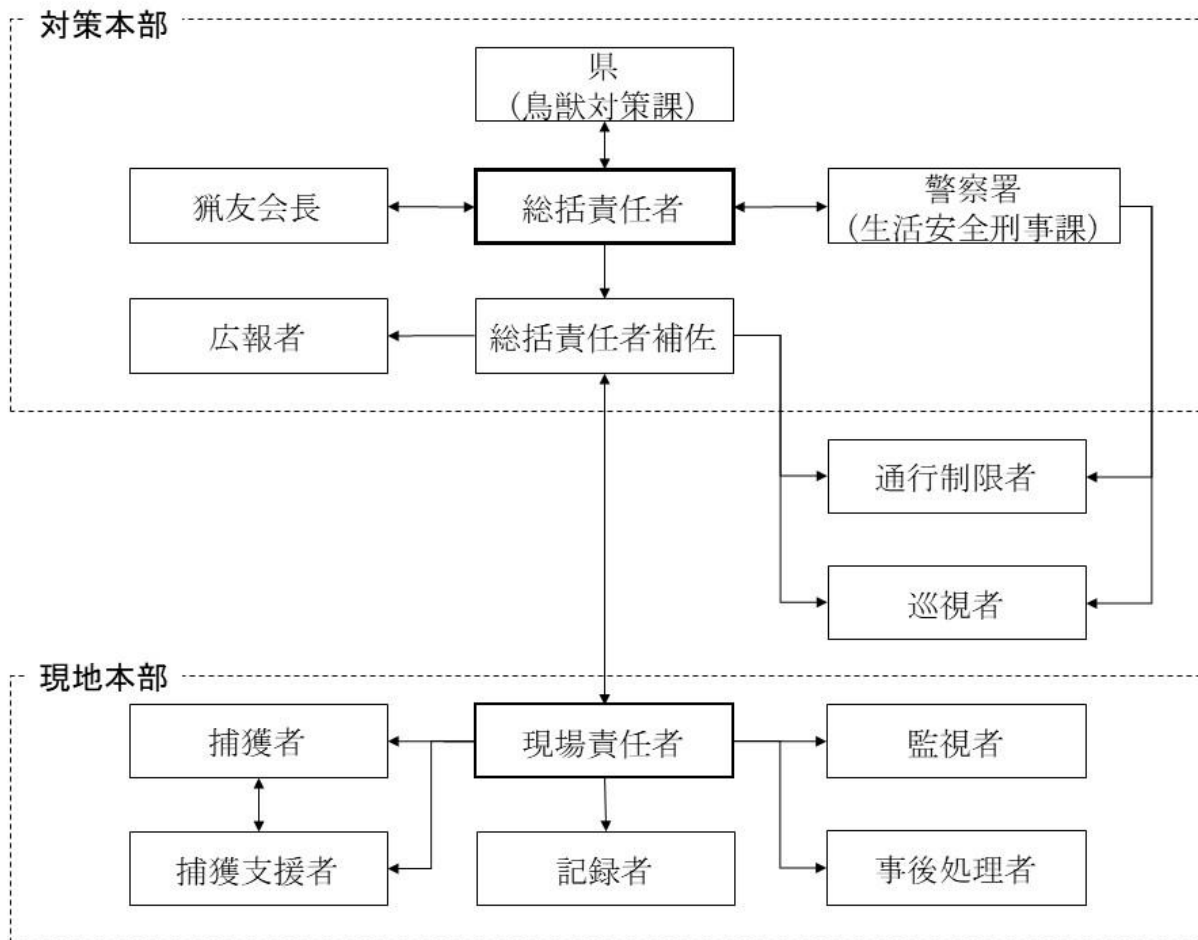 対策本部
県
(鳥獣対策課)
猟友会長
総括責任者
警察署
(生活安全刑事課)
広報者
総括責任者補佐
通行制限者
巡視者
現地本部
捕獲者
現場責任者
監視者
捕獲支援者
記録者
事後処理者